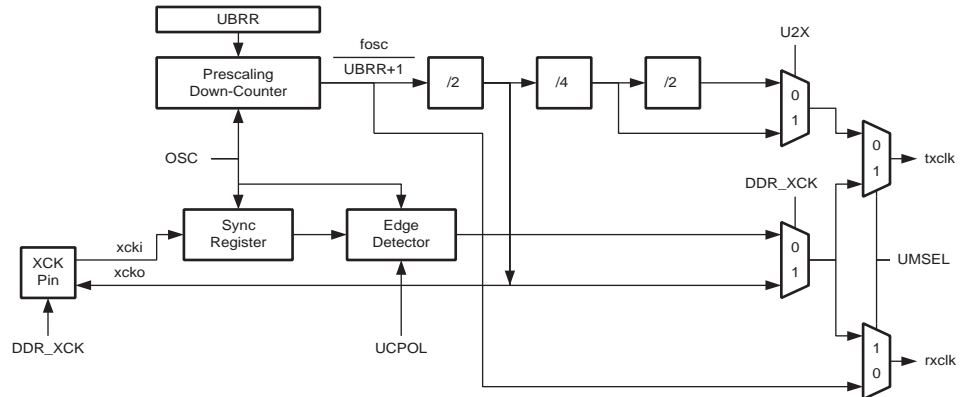 UBRR
fosc
U2X
Prescaling
Down-Counter
UBRR+1
/2
/4
/2
0
1
OSC
0
1
txclk
DDR_XCK
Sync
Register
Edge
Detector
xcki
0
1
XCK
Pin
xcko
UMSEL
DDR_XCK
UCPOL
1
0
rxclk